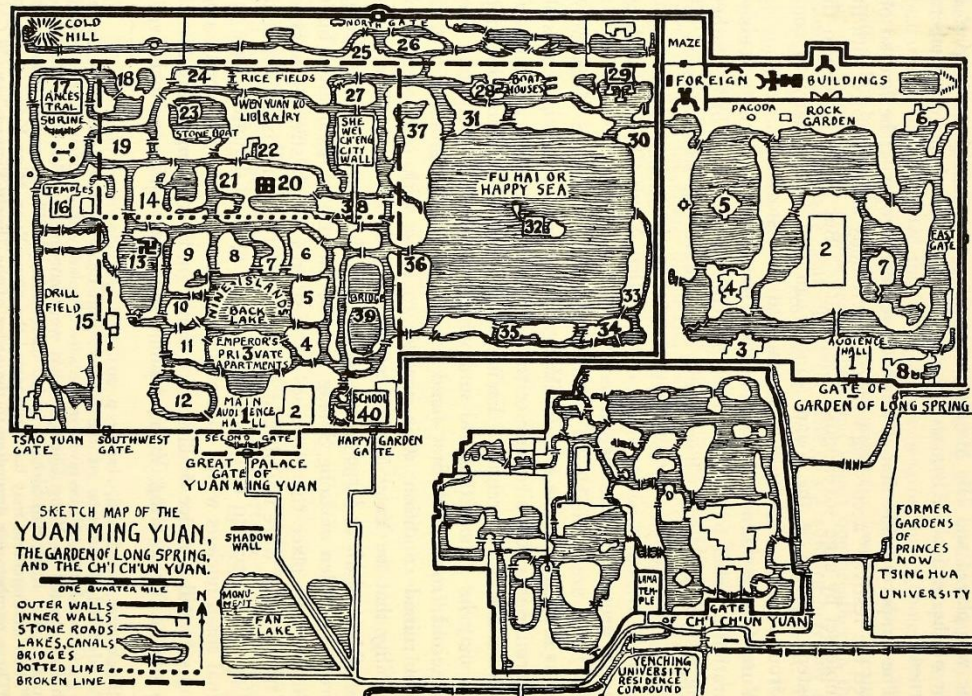 COLD
HILL
NORTH GATE
25
26
MAZE
17
ANCES
TRAL
SHRINE
18
24
RICE FIELDS
23
WEN YUAN KO
LIBRARY
STONE BOAT
22
27
SHE
WEI
CH'ENG
CITY
WALL
19
TEMPLES
16
14
21
20
38
37
31
28
BOAT
HOUSES
29
30
FU HAI OR
HAPPY SEA
32
36
33
34
35
FOREIGN BUILDINGS
PAGODA
ROCK
GARDEN
6
5
2
EAST
GATE
7
4
3
AUDIENCE
HALL
1
8
GATE OF
GARDEN OF LONG SPRING
DRILL
FIELD
15
13
9
8
7
6
NINE ISLANDS
BACK
LAKE
10
5
BRIDGE
39
11
EMPEROR'S
PRIVATE
3
APARTMENTS
4
12
MAIN
AUDIENCE
HALL
1
2
SCHOOL
40
TSAO YUAN
GATE
SOUTHWEST
GATE
SECOND GATE
HAPPY GARDEN
GATE
GREAT PALACE
GATE OF
YUAN MING YUAN
SKETCH MAP OF THE
YUAN MING YUAN,
THE GARDEN OF LONG SPRING,
AND THE CH'I CH'UN YUAN.
ONE QUARTER MILE
OUTER WALLS
INNER WALLS
STONE ROADS
LAKES, CANALS
BRIDGES
DOTTED LINE
BROKEN LINE
N
SHADOW
WALL
MONU-
MENT
FAN
LAKE
LAMA
TEM-
PLE
GATE
OF CH'I CH'UN YUAN
YENCHING
UNIVERSITY
RESIDENCE
COMPOUND
FORMER
GARDENS
OF
PRINCES
NOW
TSING HUA
UNIVERSITY